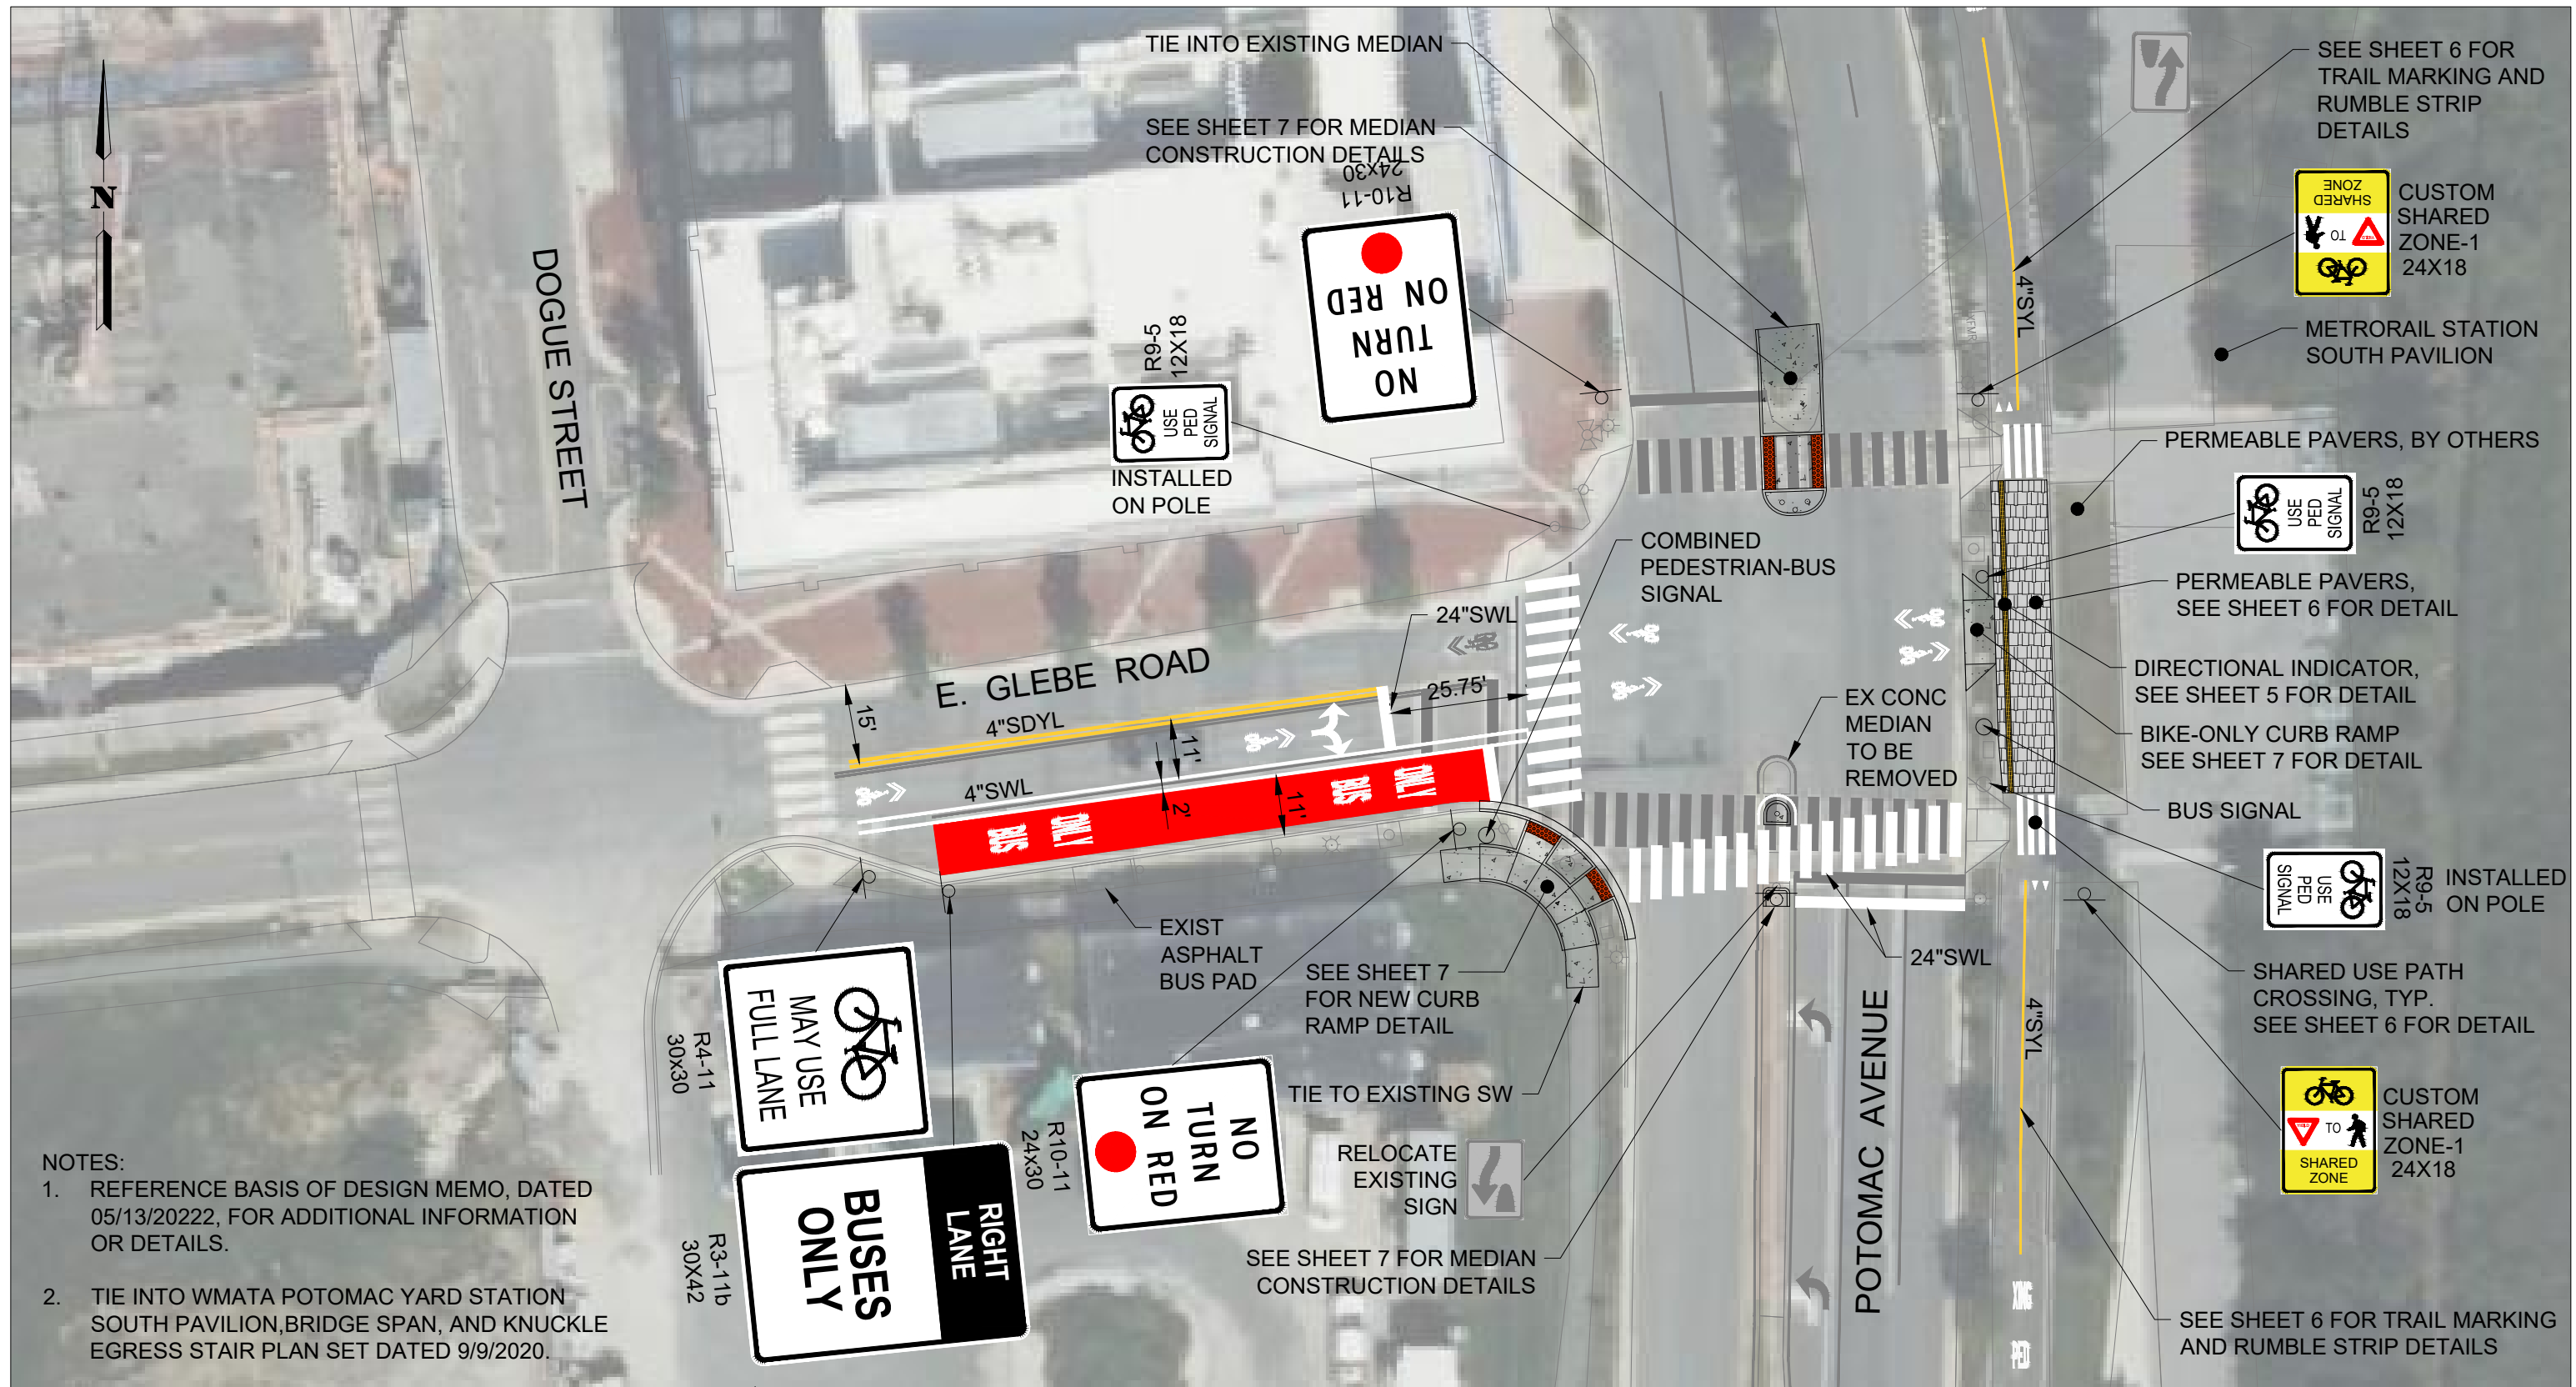 TIE INTO EXISTING MEDIAN
SEE SHEET 7 FOR MEDIAN
CONSTRUCTION DETAILS
R10-11
24x30
NO
TURN
ON RED
SEE SHEET 6 FOR
TRAIL MARKING AND
RUMBLE STRIP
DETAILS
SHARED
ZONE
TO
CUSTOM
SHARED
ZONE-1
24X18
METRORAIL STATION
SOUTH PAVILION
N
DOGUE STREET
R9-5
12X18
USE
PED
SIGNAL
INSTALLED
ON POLE
4"SYL
PERMEABLE PAVERS, BY OTHERS
USE
PED
SIGNAL
R9-5
12X18
COMBINED
PEDESTRIAN-BUS
SIGNAL
PERMEABLE PAVERS,
SEE SHEET 6 FOR DETAIL
24"SWL
E. GLEBE ROAD
25.75'
15'
4"SDYL
11'
4"SWL
2'
11'
BUS
ONLY
BUS
ONLY
DIRECTIONAL INDICATOR,
SEE SHEET 5 FOR DETAIL
EX CONC
MEDIAN
TO BE
REMOVED
BIKE-ONLY CURB RAMP
SEE SHEET 7 FOR DETAIL
BUS SIGNAL
USE
PED
SIGNAL
R9-5
12X18
INSTALLED
ON POLE
EXIST
ASPHALT
BUS PAD
SEE SHEET 7
FOR NEW CURB
RAMP DETAIL
24"SWL
SHARED USE PATH
CROSSING, TYP.
SEE SHEET 6 FOR DETAIL
MAY USE
FULL LANE
R4-11
30x30
NO
TURN
ON RED
R10-11
24x30
TIE TO EXISTING SW
4"SYL
POTOMAC AVENUE
TO
SHARED
ZONE
CUSTOM
SHARED
ZONE-1
24X18
RIGHT
LANE
BUSES
ONLY
R3-11b
30X42
RELOCATE
EXISTING
SIGN
SEE SHEET 7 FOR MEDIAN
CONSTRUCTION DETAILS
XING
PED
SEE SHEET 6 FOR TRAIL MARKING
AND RUMBLE STRIP DETAILS
NOTES:
1. REFERENCE BASIS OF DESIGN MEMO, DATED
05/13/20222, FOR ADDITIONAL INFORMATION
OR DETAILS.
2. TIE INTO WMATA POTOMAC YARD STATION
SOUTH PAVILION,BRIDGE SPAN, AND KNUCKLE
EGRESS STAIR PLAN SET DATED 9/9/2020.